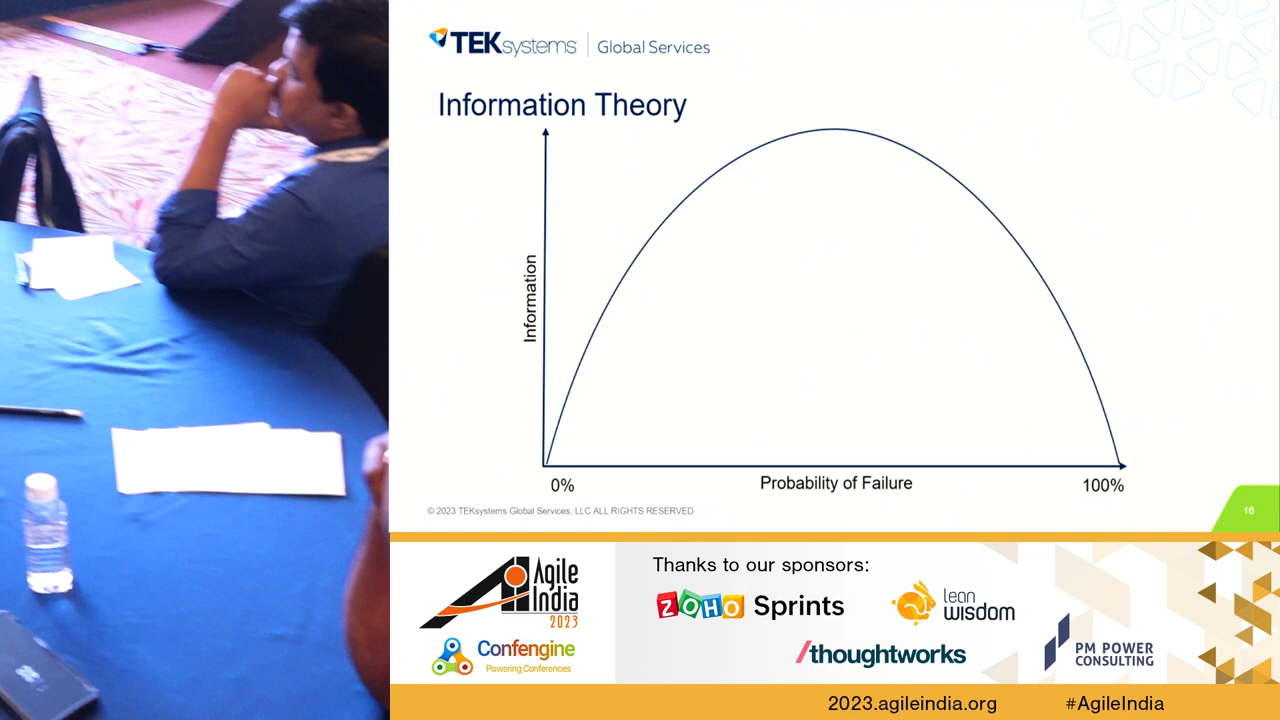 TEKsystems | Global Services
Information Theory
Information
0%
Probability of Failure
100%
© 2023 TEKsystems Global Services, LLC ALL RIGHTS RESERVED
16
Agile
India
2023
Confengine
Powering Conferences
Thanks to our sponsors:
ZOHO Sprints
lean
wisdom
/thoughtworks
PM POWER
CONSULTING
2023.agileindia.org
#AgileIndia